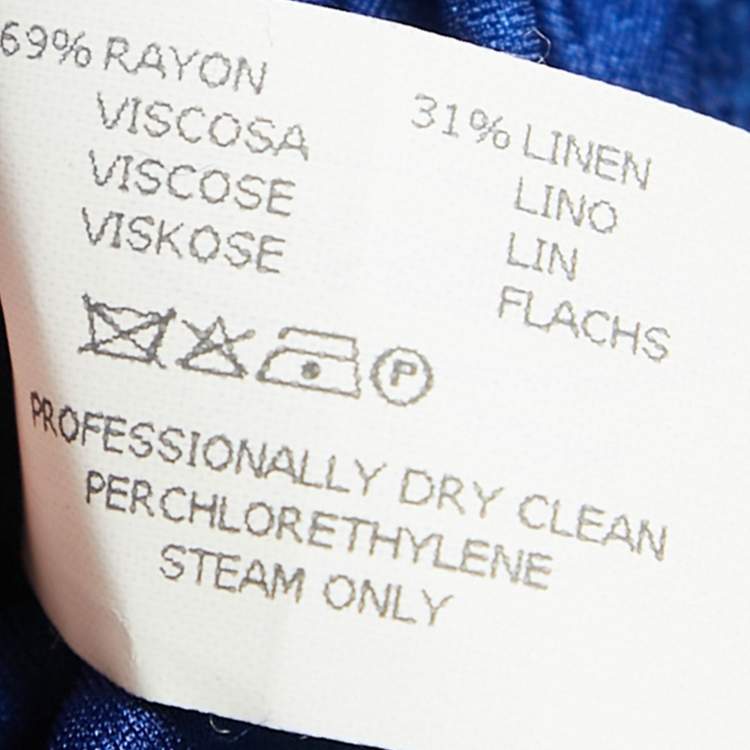 69% RAYON
VISCOSA
VISCOSE
VISKOSE
31% LINEN
LINO
LIN
FLACHS
P
PROFESSIONALLY DRY CLEAN
PERCHLORETHYLENE
STEAM ONLY